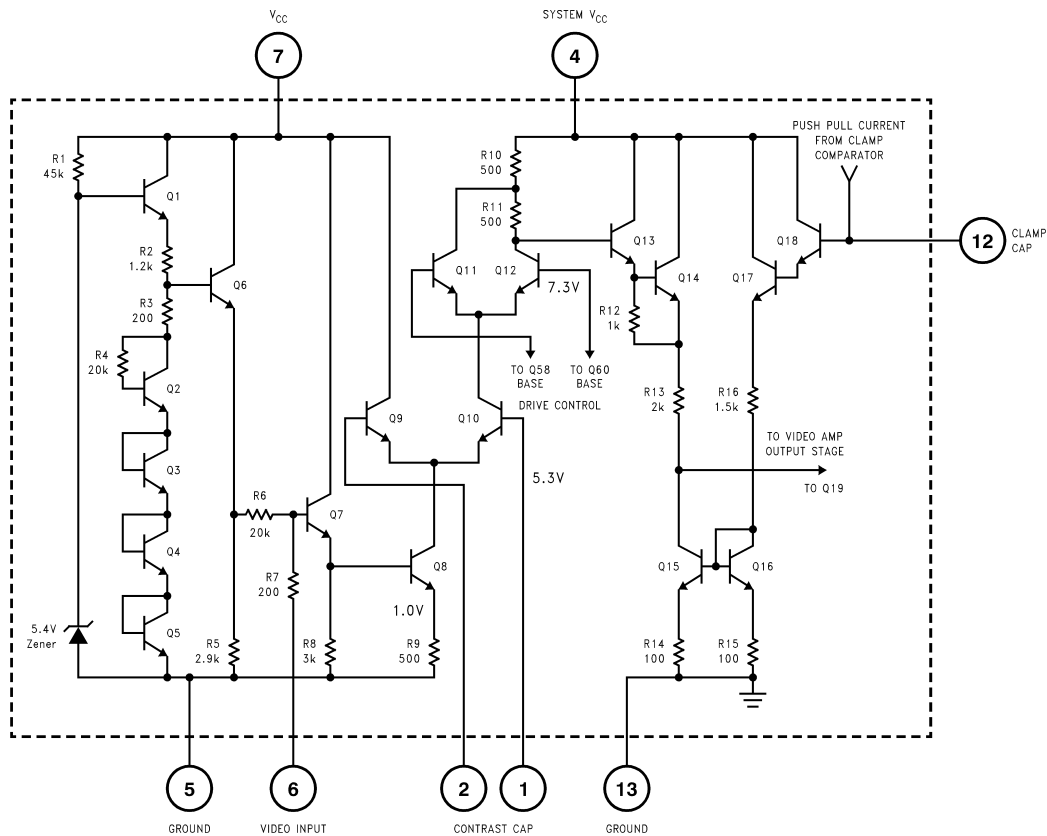 V_CC
SYSTEM V_CC
7
4
PUSH PULL CURRENT
FROM CLAMP
COMPARATOR
R1
45k
Q1
R10
500
R11
500
Q13
Q18
12
CLAMP
CAP
R2
1.2k
Q6
Q11
Q12
7.3V
Q14
Q17
R3
200
R12
1k
R4
20k
Q2
TO Q58
BASE
TO Q60
BASE
DRIVE CONTROL
R13
2k
R16
1.5k
Q9
Q10
TO VIDEO AMP
OUTPUT STAGE
TO Q19
Q3
5.3V
R6
20k
Q7
Q4
Q8
Q15
Q16
R7
200
1.0V
5.4V
Zener
Q5
R5
2.9k
R8
3k
R9
500
R14
100
R15
100
5
6
2
1
13
GROUND
VIDEO INPUT
CONTRAST CAP
GROUND